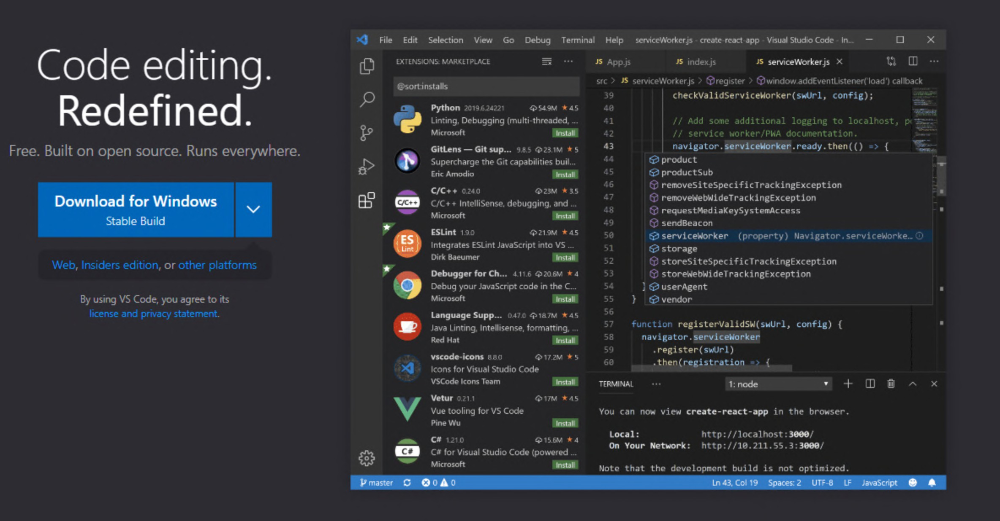 Code editing.
Redefined.
Free. Built on open source. Runs everywhere.
Download for Windows
Stable Build
Web, Insiders edition, or other platforms
By using VS Code, you agree to its
license and privacy statement.
File Edit Selection View Go Debug Terminal Help serviceWorker.js - create-react-app - Visual Studio Code - In...
EXTENSIONS: MARKETPLACE
@sort:installs
Python 2019.6.24221 54.9M ★ 4.5
Linting, Debugging (multi-threaded, ...
Microsoft Install
GitLens — Git sup... 9.8.5 23.1M ★ 5
Supercharge the Git capabilities buil...
Eric Amodio Install
C/C++
C/C++ 0.24.0 23M ★ 3.5
C/C++ IntelliSense, debugging, and ...
Microsoft Install
ES
Lint
ESLint 1.9.0 21.9M ★ 4.5
Integrates ESLint JavaScript into VS ...
Dirk Baeumer Install
Debugger for Ch... 4.11.6 20.6M ★ 4
Debug your JavaScript code in the C...
Microsoft Install
Language Supp... 0.47.0 18.7M ★ 4.5
Java Linting, Intellisense, formatting, ...
Red Hat Install
vscode-icons 8.8.0 17.2M ★ 5
Icons for Visual Studio Code
VSCode Icons Team Install
Vetur 0.21.1 17M ★ 4.5
Vue tooling for VS Code
Pine Wu Install
C#
C# 1.21.0 15.6M ★ 4
C# for Visual Studio Code (powered ...
Microsoft Install
JS App.js JS index.js JS serviceWorker.js
src > JS serviceWorker.js > register > window.addEventListener('load') callback
39 checkValidServiceWorker(swUrl, config);
40
41 // Add some additional logging to localhost,
42 // service worker/PWA documentation.
43 navigator.serviceWorker.ready.then(() => {
44 product
45 productSub
46 removeSiteSpecificTrackingException
47 removeWebWideTrackingException
48 requestMediaKeySystemAccess
49 sendBeacon
50 serviceWorker (property) Navigator.serviceWorke...
51 storage
52 storeSiteSpecificTrackingException
53 storeWebWideTrackingException
54 } userAgent
55 } vendor
56
57 function registerValidSW(swUrl, config) {
58 navigator.serviceWorker
59 .register(swUrl)
60 .then(registration => {
TERMINAL ... 1: node
You can now view create-react-app in the browser.
Local: http://localhost:3000/
On Your Network: http://10.211.55.3:3000/
Note that the development build is not optimized.
master 0 0 Ln 43, Col 19 Spaces: 2 UTF-8 LF JavaScript